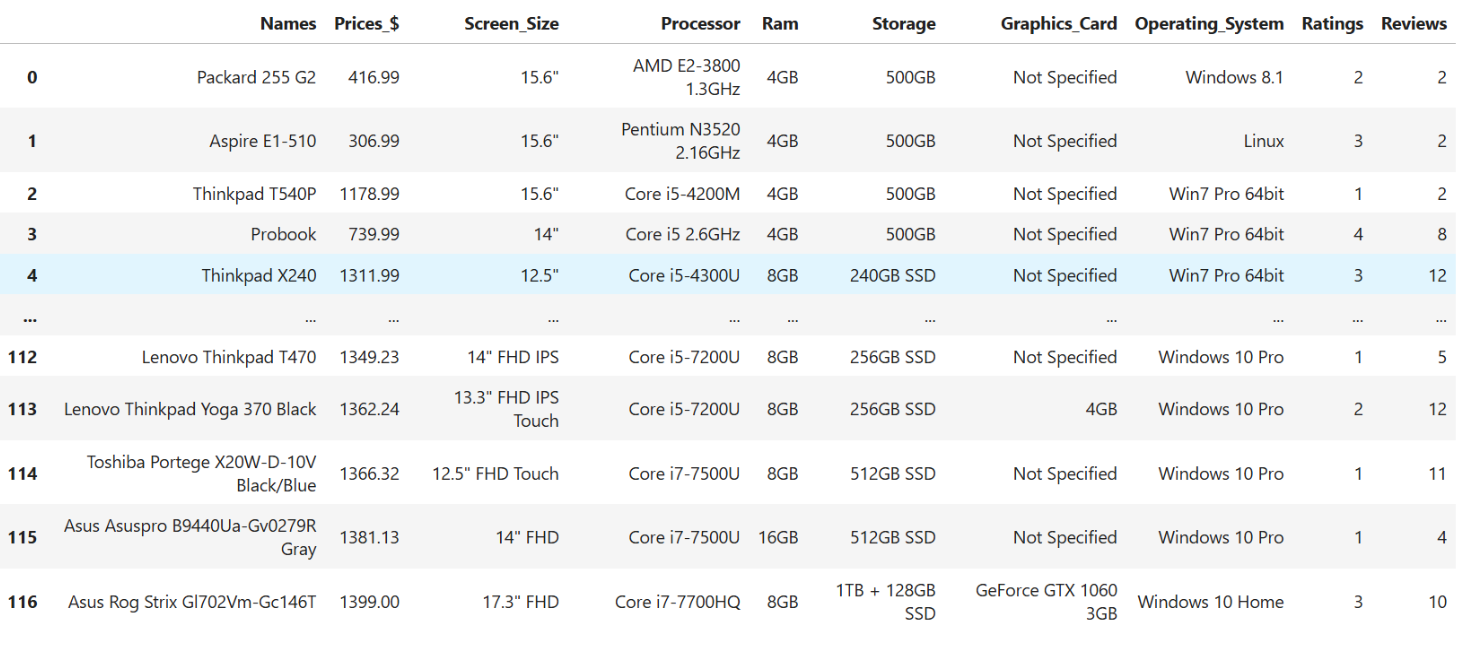 Names Prices_$ Screen_Size Processor Ram Storage Graphics_Card Operating_System Ratings Reviews
0 Packard 255 G2 416.99 15.6" AMD E2-3800 1.3GHz 4GB 500GB Not Specified Windows 8.1 2 2
1 Aspire E1-510 306.99 15.6" Pentium N3520 2.16GHz 4GB 500GB Not Specified Linux 3 2
2 Thinkpad T540P 1178.99 15.6" Core i5-4200M 4GB 500GB Not Specified Win7 Pro 64bit 1 2
3 Probook 739.99 14" Core i5 2.6GHz 4GB 500GB Not Specified Win7 Pro 64bit 4 8
4 Thinkpad X240 1311.99 12.5" Core i5-4300U 8GB 240GB SSD Not Specified Win7 Pro 64bit 3 12
... ... ... ... ... ... ... ... ... ... ...
112 Lenovo Thinkpad T470 1349.23 14" FHD IPS Core i5-7200U 8GB 256GB SSD Not Specified Windows 10 Pro 1 5
113 Lenovo Thinkpad Yoga 370 Black 1362.24 13.3" FHD IPS Touch Core i5-7200U 8GB 256GB SSD 4GB Windows 10 Pro 2 12
114 Toshiba Portege X20W-D-10V Black/Blue 1366.32 12.5" FHD Touch Core i7-7500U 8GB 512GB SSD Not Specified Windows 10 Pro 1 11
115 Asus Asuspro B9440Ua-Gv0279R Gray 1381.13 14" FHD Core i7-7500U 16GB 512GB SSD Not Specified Windows 10 Pro 1 4
116 Asus Rog Strix Gl702Vm-Gc146T 1399.00 17.3" FHD Core i7-7700HQ 8GB 1TB + 128GB SSD GeForce GTX 1060 3GB Windows 10 Home 3 10